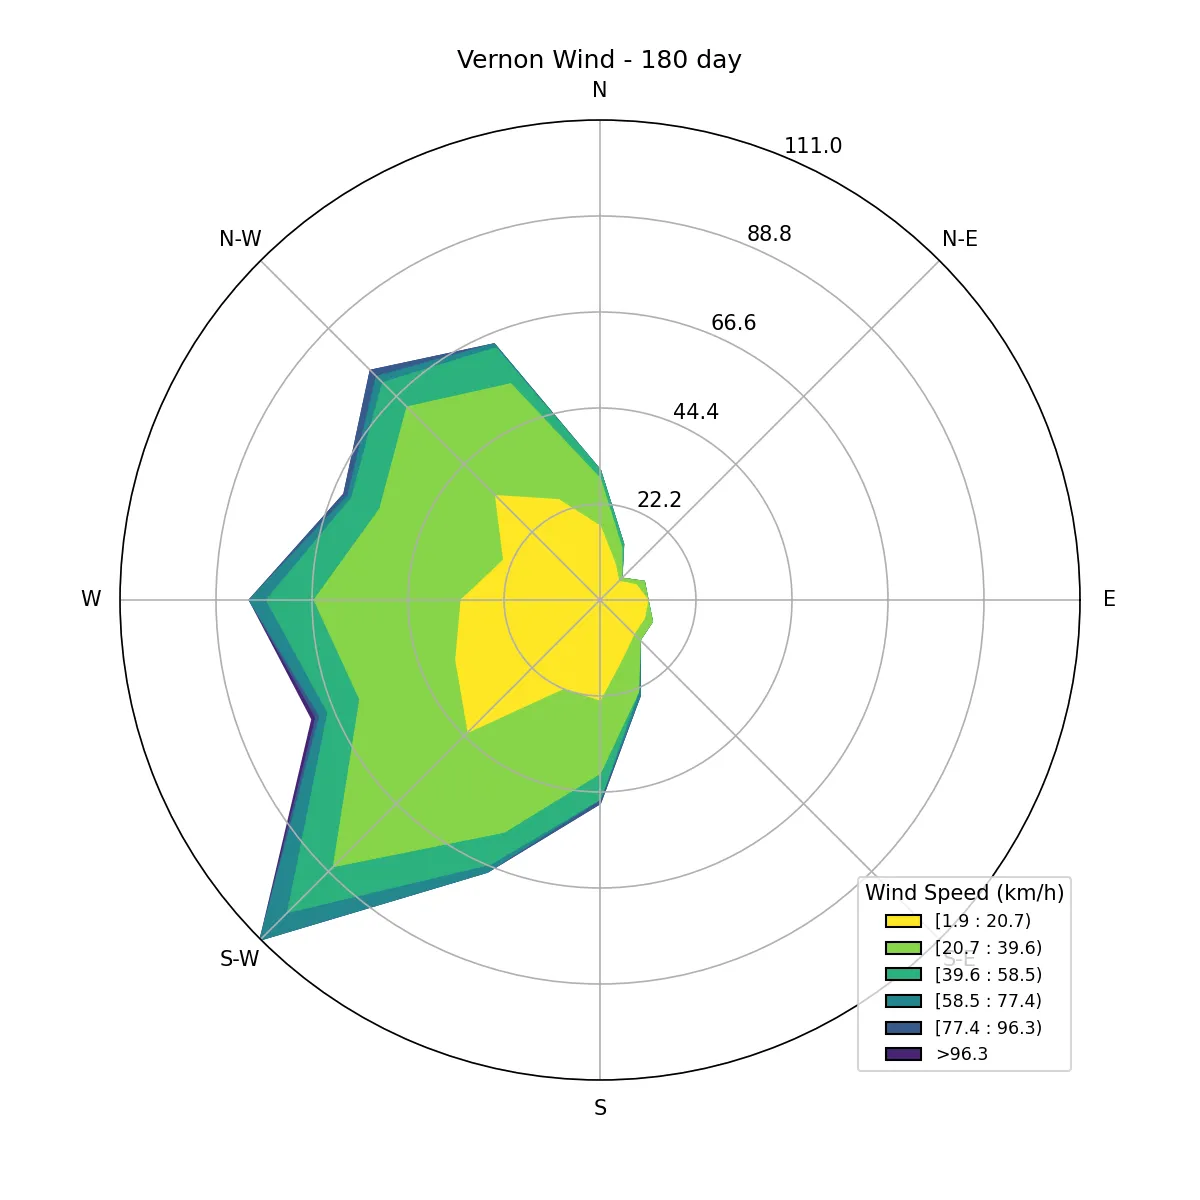 Vernon Wind - 180 day
N
111.0
88.8
N-W
N-E
66.6
44.4
22.2
W
E
S-W
S-E
S
Wind Speed (km/h)
[1.9 : 20.7)
[20.7 : 39.6)
[39.6 : 58.5)
[58.5 : 77.4)
[77.4 : 96.3)
>96.3